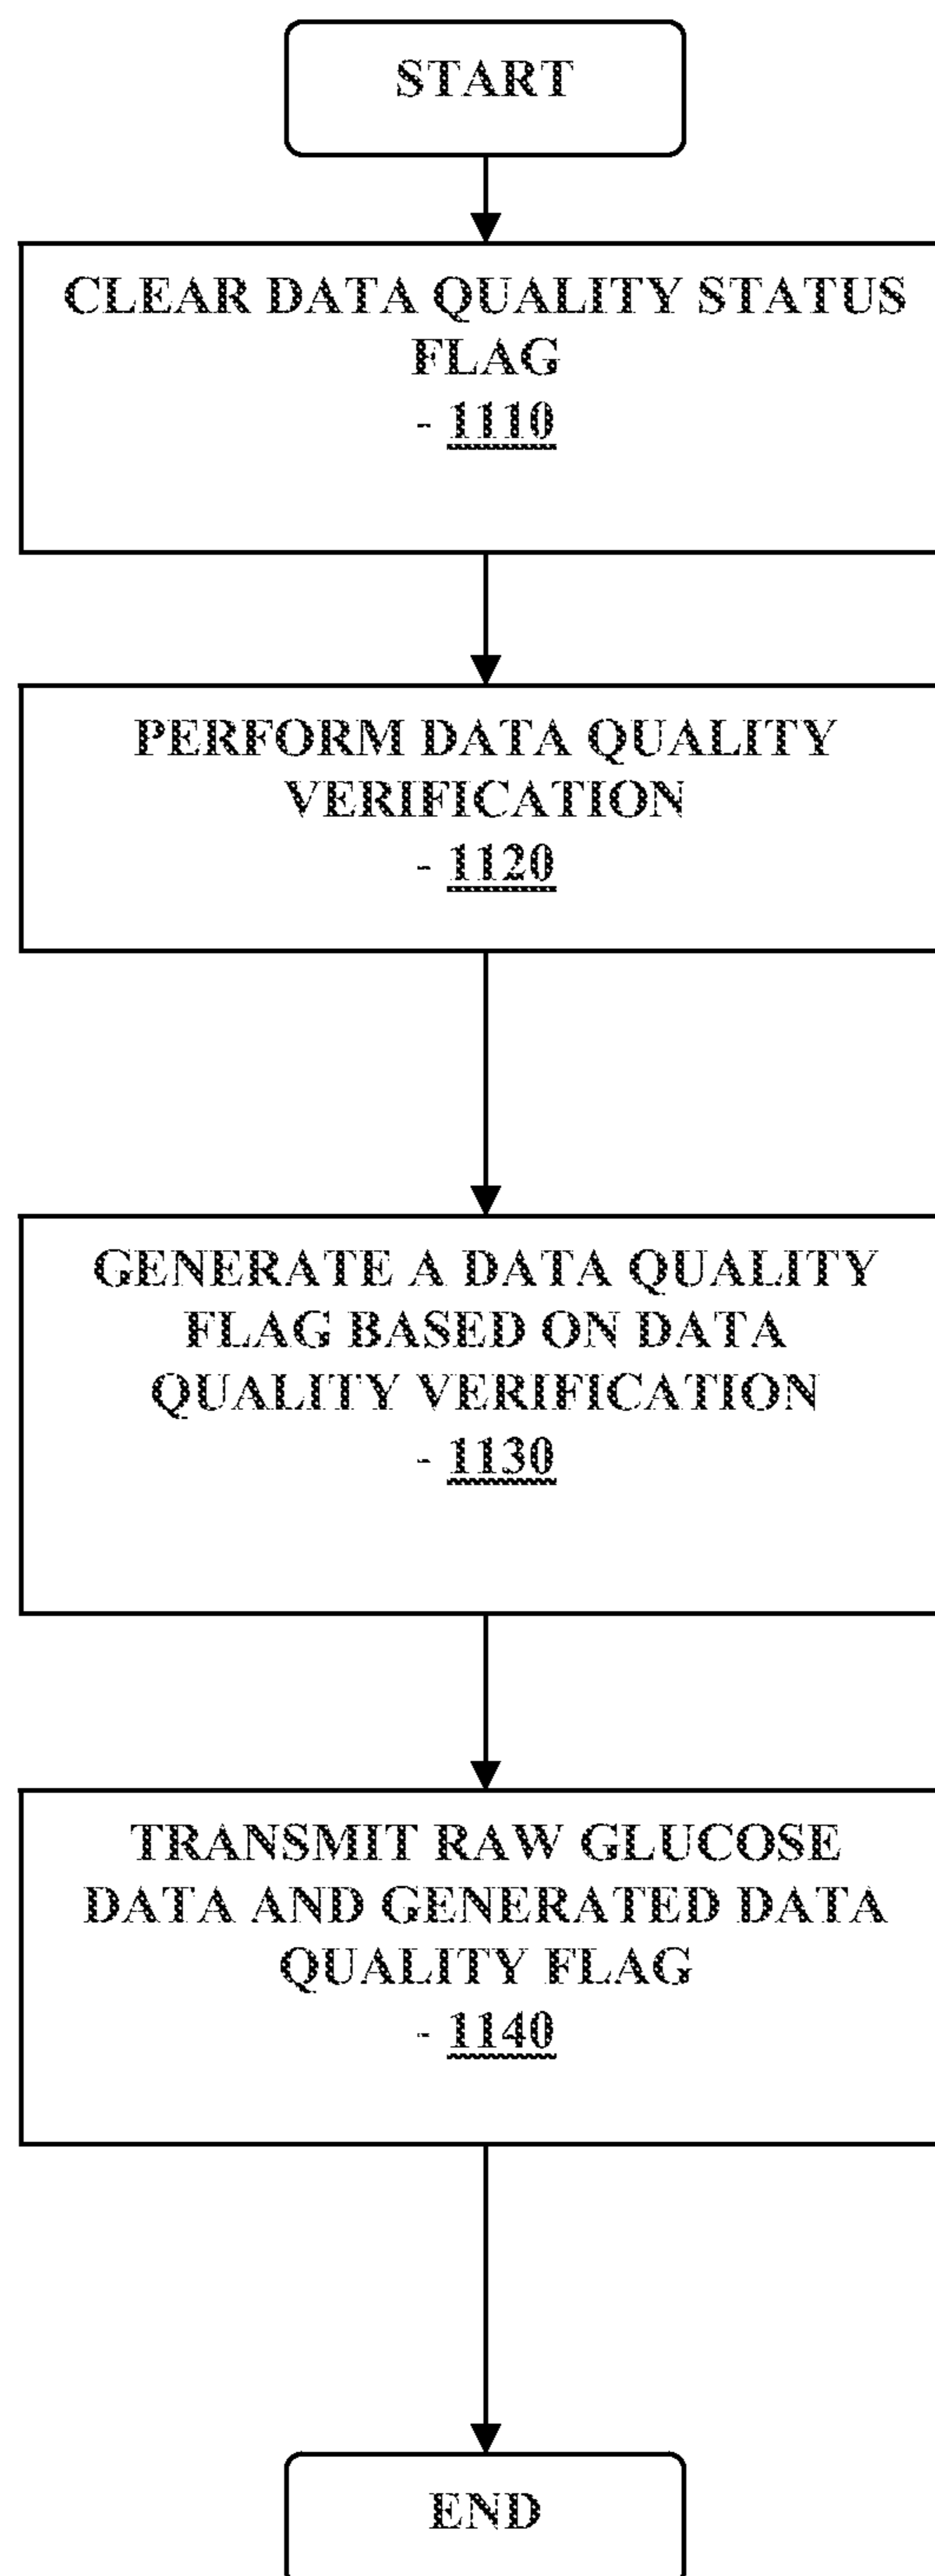 START
CLEAR DATA QUALITY STATUS
FLAG
- 1110
PERFORM DATA QUALITY
VERIFICATION
- 1120
GENERATE A DATA QUALITY
FLAG BASED ON DATA
QUALITY VERIFICATION
- 1130
TRANSMIT RAW GLUCOSE
DATA AND GENERATED DATA
QUALITY FLAG
- 1140
END